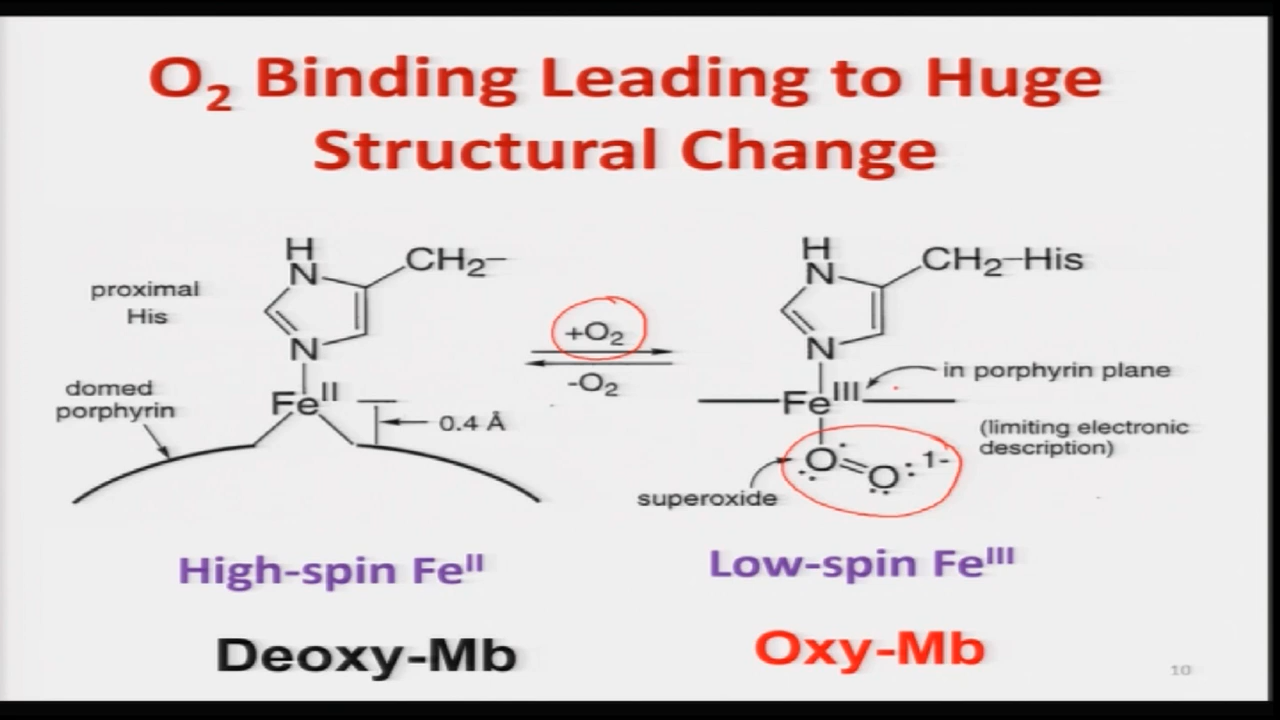 O₂ Binding Leading to Huge
Structural Change
proximal
His
H
N
CH₂–
N
domed
porphyrin
Feᴵᴵ
0.4 Å
+O₂
-O₂
H
N
CH₂–His
N
Feᴵᴵᴵ
in porphyrin plane
(limiting electronic
description)
O=O 1-
superoxide
High-spin Feᴵᴵ
Low-spin Feᴵᴵᴵ
Deoxy-Mb
Oxy-Mb
10